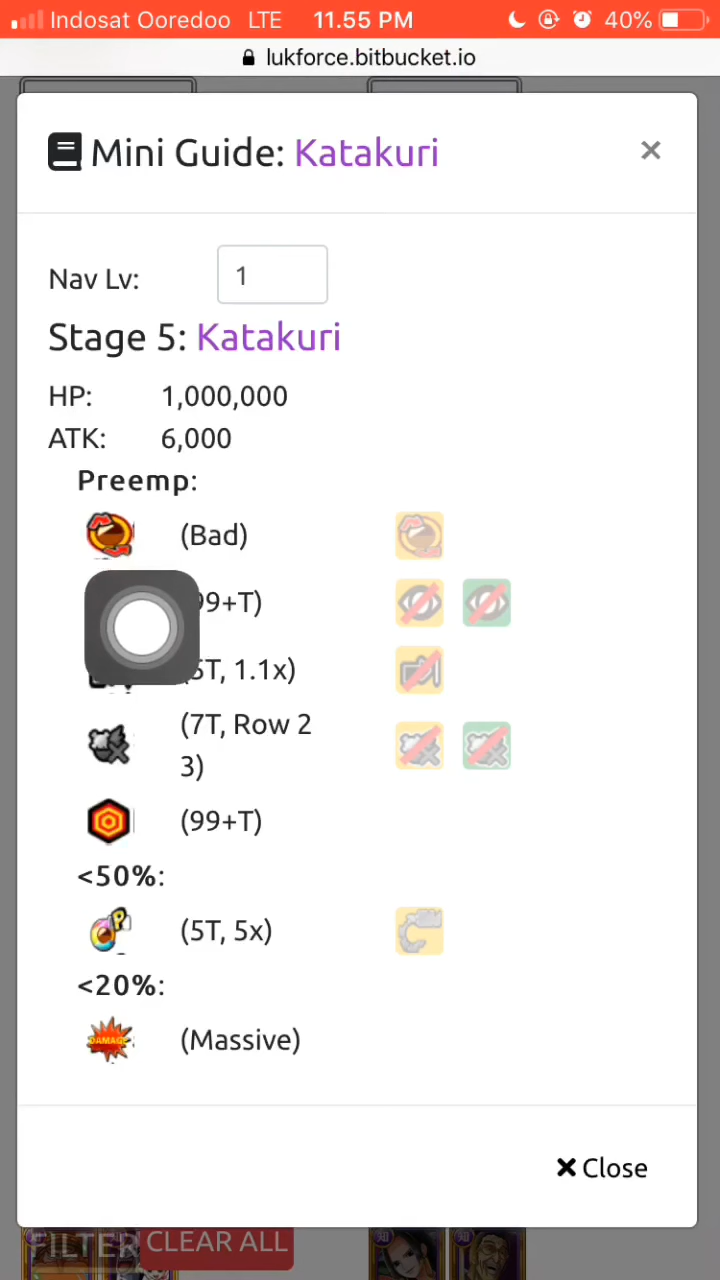 Indosat Ooredoo LTE 11.55 PM 40%
lukforce.bitbucket.io
Mini Guide: Katakuri ×
Nav Lv: 1
Stage 5: Katakuri
HP: 1,000,000
ATK: 6,000
Preemp:
(Bad)
99+T)
5T, 1.1x)
(7T, Row 2
3)
(99+T)
<50%:
(5T, 5x)
<20%:
DAMAGE (Massive)
Close
FILTER CLEAR ALL